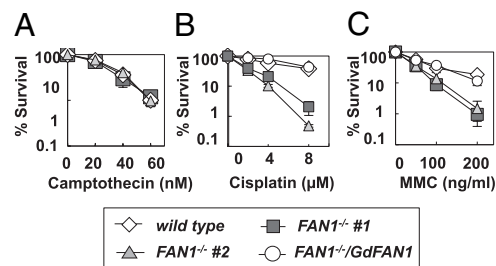 A
B
C
% Survival
100
10
1
0.1
0 20 40 60
Camptothecin (nM)
% Survival
100
10
1
0.1
0 4 8
Cisplatin (µM)
% Survival
100
10
1
0.1
0 100 200
MMC (ng/ml)
wild type
FAN1-/- #1
FAN1-/- #2
FAN1-/-/GdFAN1